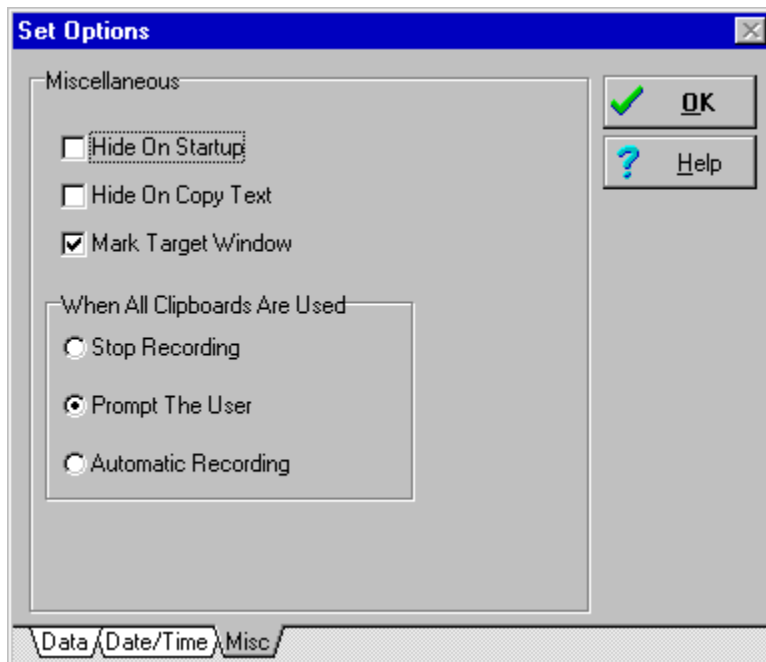 Set Options
Miscellaneous
Hide On Startup
Hide On Copy Text
Mark Target Window
When All Clipboards Are Used
Stop Recording
Prompt The User
Automatic Recording
OK
Help
Data
Date/Time
Misc